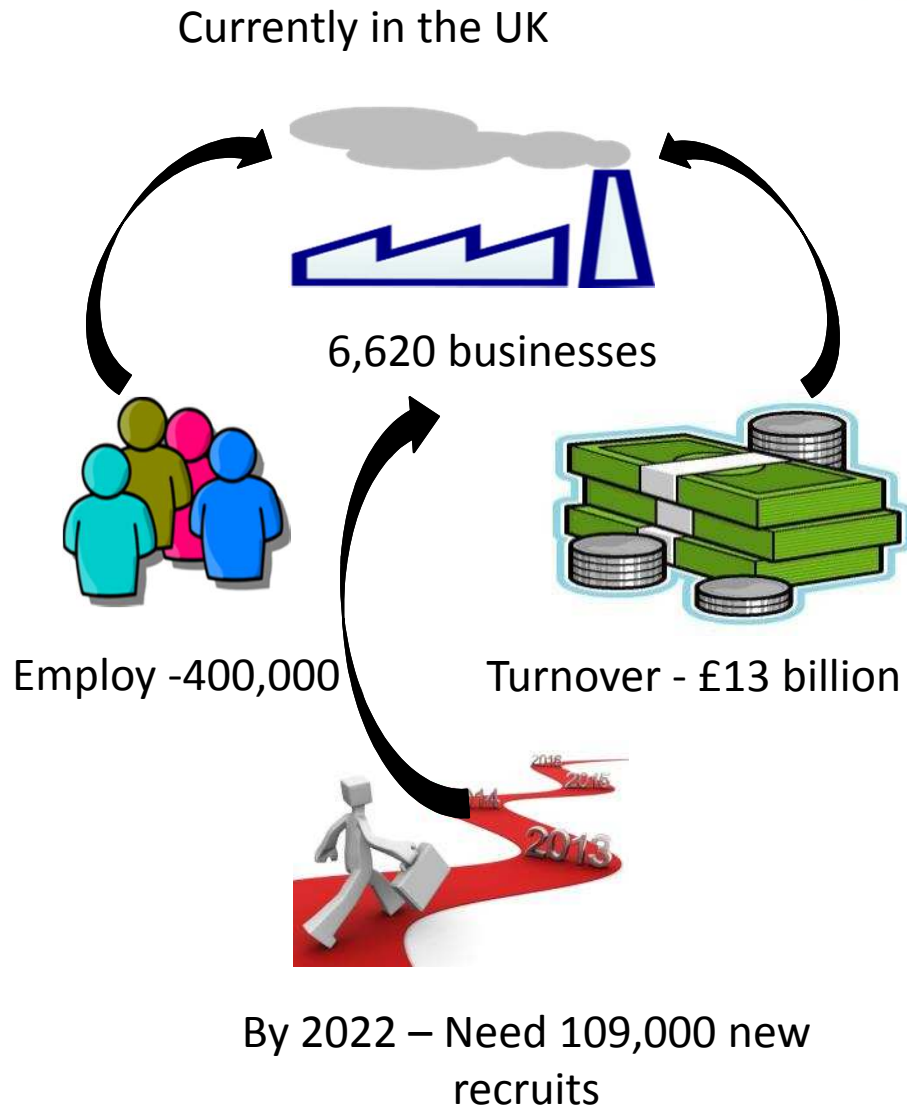 Currently in the UK
6,620 businesses
Employ -400,000
Turnover - £13 billion
2016
2015
2013
By 2022 – Need 109,000 new
recruits